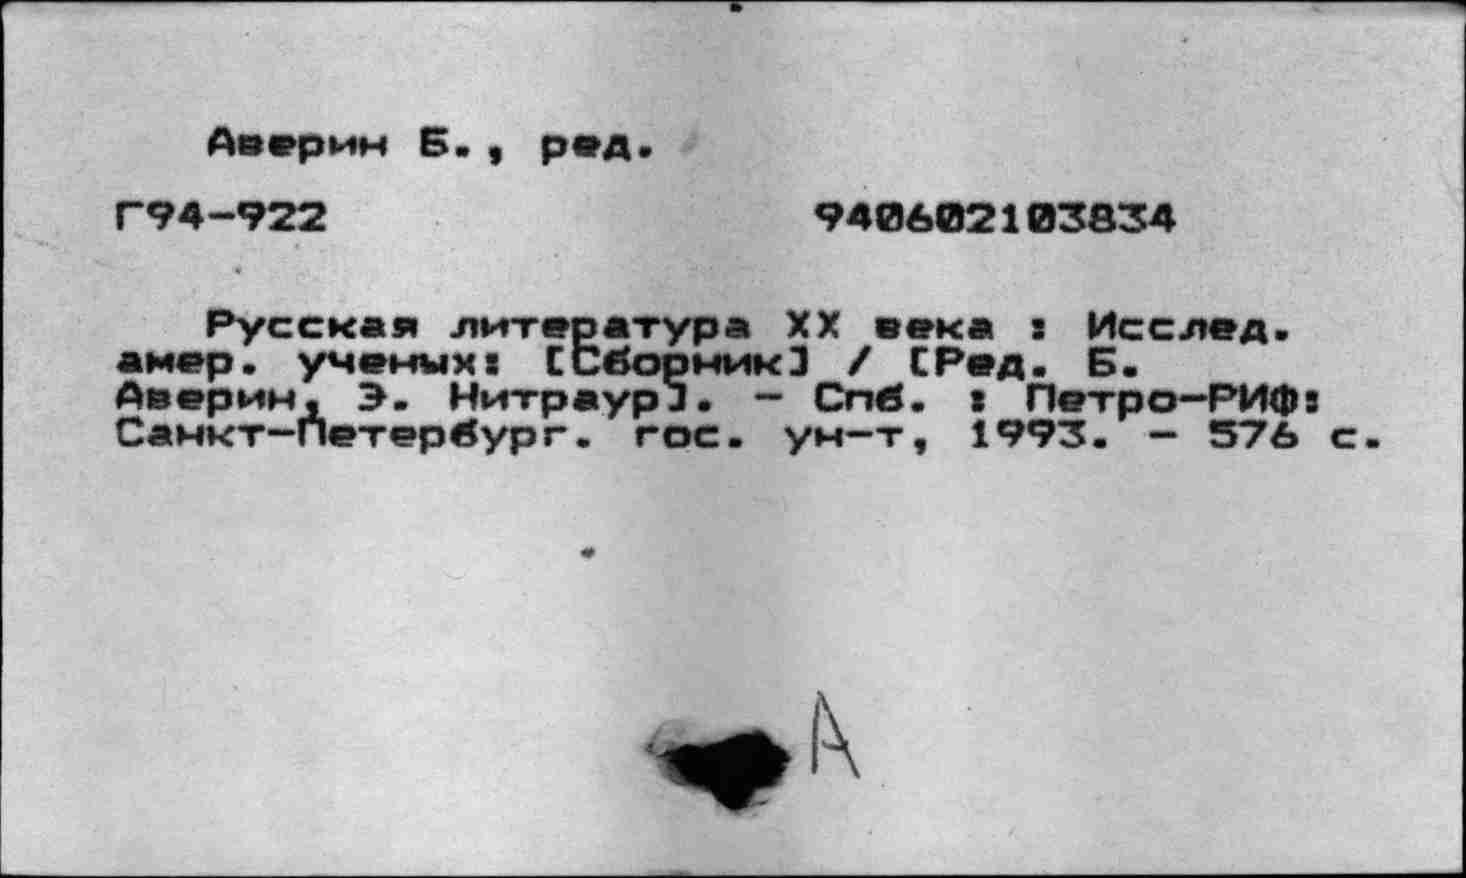 Аверин Б., ред.
Г94-922 940602103834
Русская литература XX века : Исслед.
амер. ученых: [Сборник] / [Ред. Б.
Аверин, Э. Нитраур]. - Спб. : Петро-РИФ:
Санкт-Петербург. гос. ун-т, 1993. - 576 с.
А